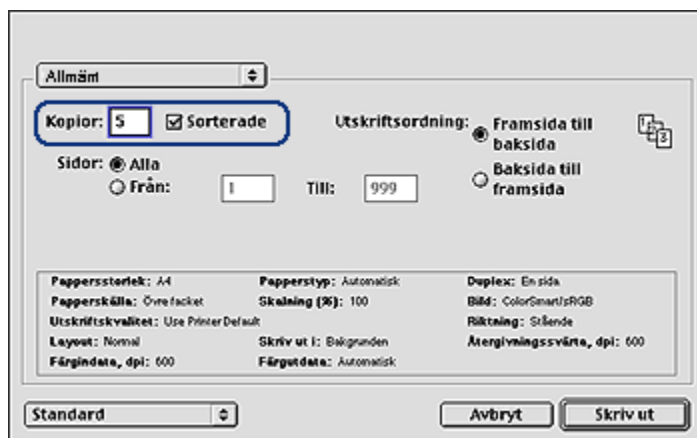 Allmänt
Kopior: 5 Sorterade Utskriftsordning: Framsida till baksida
Sidor: Alla
Från: 1 Till: 999 Baksida till framsida
1 3
Pappersstorlek: A4 Papperstyp: Automatisk Duplex: En sida
Papperskälla: Övre facket Skalning (%): 100 Bild: ColorSmart/sRGB
Utskriftskvalitet: Use Printer Default Riktning: Stående
Layout: Normal Skriv ut i: Bakgrunden Återgivningssvärta, dpi: 600
Färgindata, dpi: 600 Färgutdata: Automatisk
Standard Avbryt Skriv ut